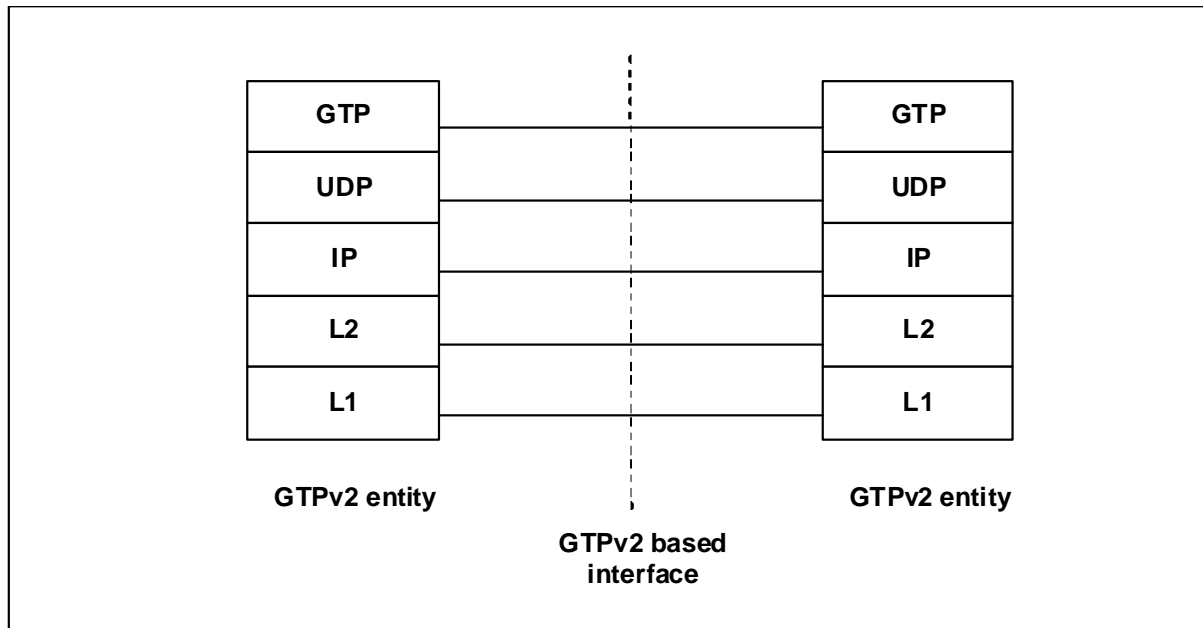 GTP
UDP
IP
L2
L1
GTPv2 entity
GTP
UDP
IP
L2
L1
GTPv2 entity
GTPv2 based
interface